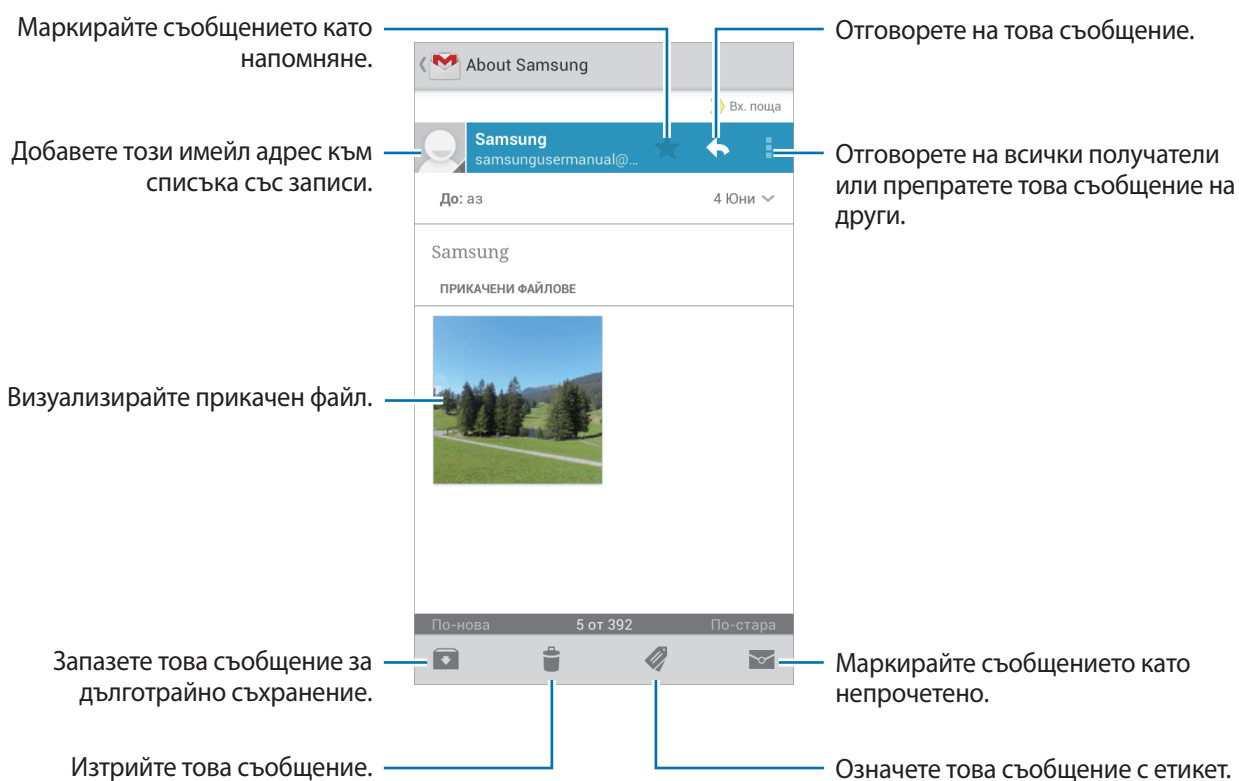 Маркирайте съобщението като
напомняне.
Отговорете на това съобщение.
About Samsung
Вх. поща
Добавете този имейл адрес към
списъка със записи.
Samsung
samsungusermanual@...
Отговорете на всички получатели
или препратете това съобщение на
други.
До: аз
4 Юни
Samsung
ПРИКАЧЕНИ ФАЙЛОВЕ
Визуализирайте прикачен файл.
По-нова
5 от 392
По-стара
Запазете това съобщение за
дълготрайно съхранение.
Маркирайте съобщението като
непрочетено.
Изтрийте това съобщение.
Означете това съобщение с етикет.